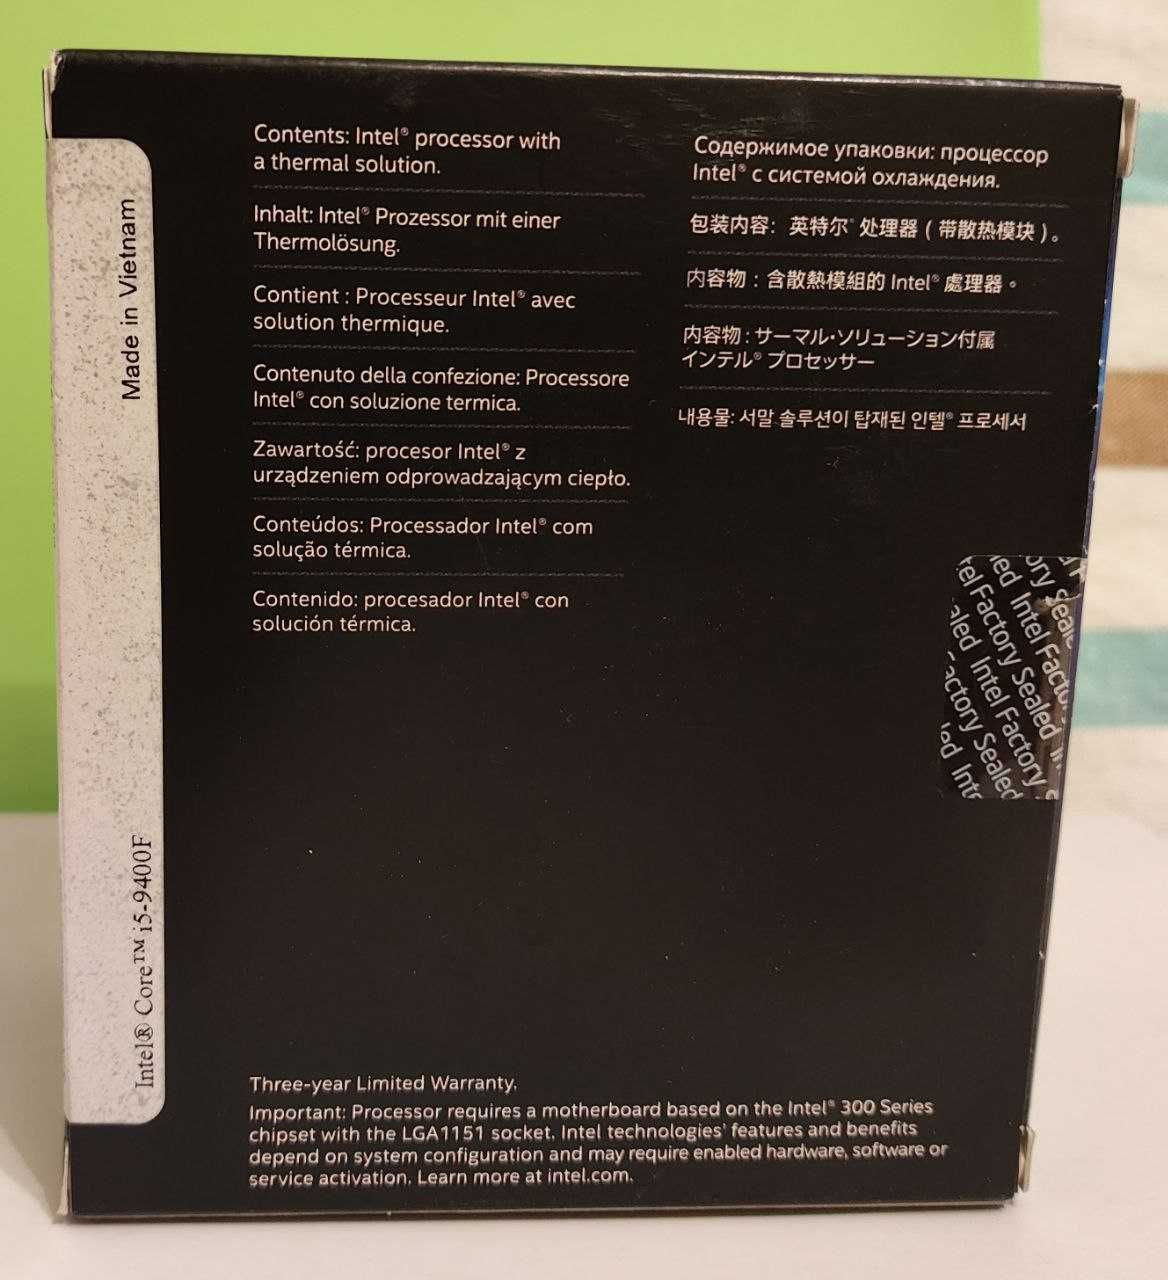 Made in Vietnam
Intel® Core™ i5-9400F
Contents: Intel® processor with
a thermal solution.
Inhalt: Intel® Prozessor mit einer
Thermolösung.
Contient : Processeur Intel® avec
solution thermique.
Contenuto della confezione: Processore
Intel® con soluzione termica.
Zawartość: procesor Intel® z
urządzeniem odprowadzającym ciepło.
Conteúdos: Processador Intel® com
solução térmica.
Contenido: procesador Intel® con
solución térmica.
Содержимое упаковки: процессор
Intel® с системой охлаждения.
包装内容：英特尔® 处理器 ( 带散热模块 )。
内容物：含散熱模組的 Intel® 處理器。
内容物 : サーマル･ソリューション付属
インテル® プロセッサー
내용물: 서말 솔루션이 탑재된 인텔® 프로세서
Intel Factory
Factory Sealed
Sealed Intel Factory
Factory Sealed
Three-year Limited Warranty.
Important: Processor requires a motherboard based on the Intel® 300 Series
chipset with the LGA1151 socket. Intel technologies' features and benefits
depend on system configuration and may require enabled hardware, software or
service activation. Learn more at intel.com.